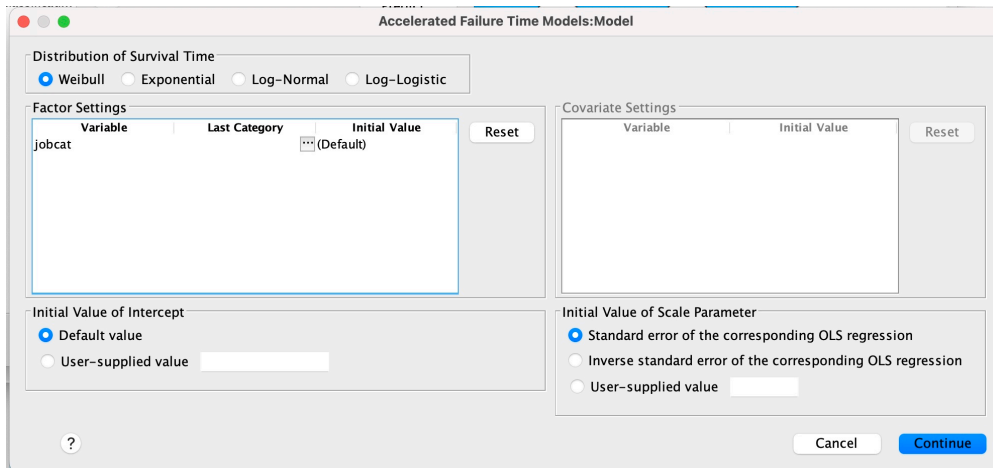 Accelerated Failure Time Models:Model
Distribution of Survival Time
Weibull Exponential Log-Normal Log-Logistic
Factor Settings
Variable Last Category Initial Value
jobcat ... (Default)
Reset
Covariate Settings
Variable Initial Value
Reset
Initial Value of Intercept
Default value
User-supplied value
Initial Value of Scale Parameter
Standard error of the corresponding OLS regression
Inverse standard error of the corresponding OLS regression
User-supplied value
?
Cancel
Continue